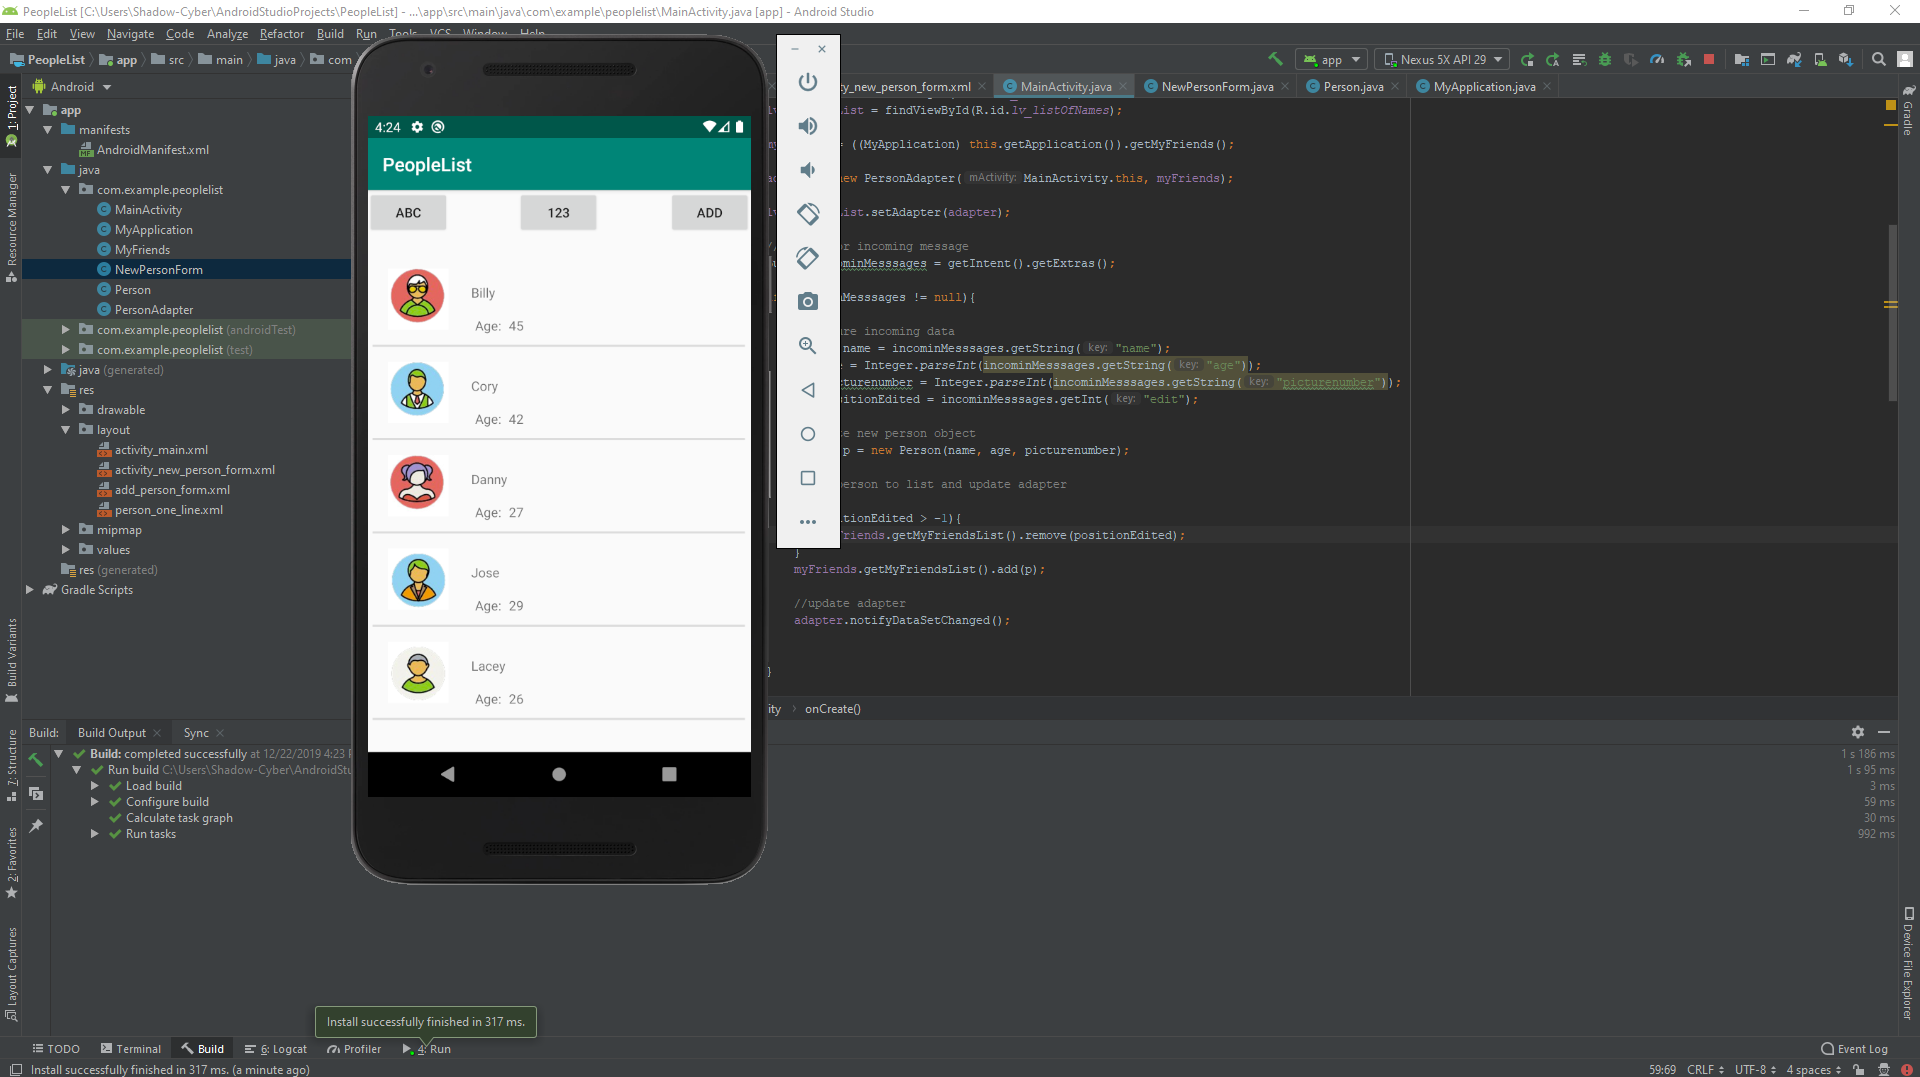 PeopleList [C:\Users\Shadow-Cyber\AndroidStudioProjects\PeopleList] - ...\app\src\main\java\com\example\peoplelist\MainActivity.java [app] - Android Studio
File Edit View Navigate Code Analyze Refactor Build Run Tools VCS Window Help
PeopleList app src main java com
app Nexus 5X API 29
Android
ty_new_person_form.xml MainActivity.java NewPersonForm.java Person.java MyApplication.java
1: Project
Resource Manager
Build Variants
7: Structure
2: Favorites
Layout Captures
app
manifests
AndroidManifest.xml
java
com.example.peoplelist
MainActivity
MyApplication
MyFriends
NewPersonForm
Person
PersonAdapter
com.example.peoplelist (androidTest)
com.example.peoplelist (test)
java (generated)
res
drawable
layout
activity_main.xml
activity_new_person_form.xml
add_person_form.xml
person_one_line.xml
mipmap
values
res (generated)
Gradle Scripts
4:24
PeopleList
ABC 123 ADD
Billy
Age: 45
Cory
Age: 42
Danny
Age: 27
Jose
Age: 29
Lacey
Age: 26
List = findViewById(R.id.lv_listOfNames);
= ((MyApplication) this.getApplication()).getMyFriends();
new PersonAdapter( mActivity: MainActivity.this, myFriends);
List.setAdapter(adapter);
or incoming message
ominMesssages = getIntent().getExtras();
nMesssages != null){
ure incoming data
name = incominMesssages.getString( key: "name");
= Integer.parseInt(incominMesssages.getString( key: "age"));
cturenumber = Integer.parseInt(incominMesssages.getString( key: "picturenumber"));
sitionEdited = incominMesssages.getInt( key: "edit");
te new person object
p = new Person(name, age, picturenumber);
person to list and update adapter
itionEdited > -1){
Friends.getMyFriendsList().remove(positionEdited);
}
myFriends.getMyFriendsList().add(p);
//update adapter
adapter.notifyDataSetChanged();
}
ity onCreate()
Gradle
Device File Explorer
Build: Build Output Sync
Build: completed successfully at 12/22/2019 4:23 1 s 186 ms
Run build C:\Users\Shadow-Cyber\AndroidStu 1 s 95 ms
Load build 3 ms
Configure build 59 ms
Calculate task graph 30 ms
Run tasks 992 ms
Install successfully finished in 317 ms.
TODO Terminal Build 6: Logcat Profiler 4: Run Event Log
Install successfully finished in 317 ms. (a minute ago) 59:69 CRLF UTF-8 4 spaces